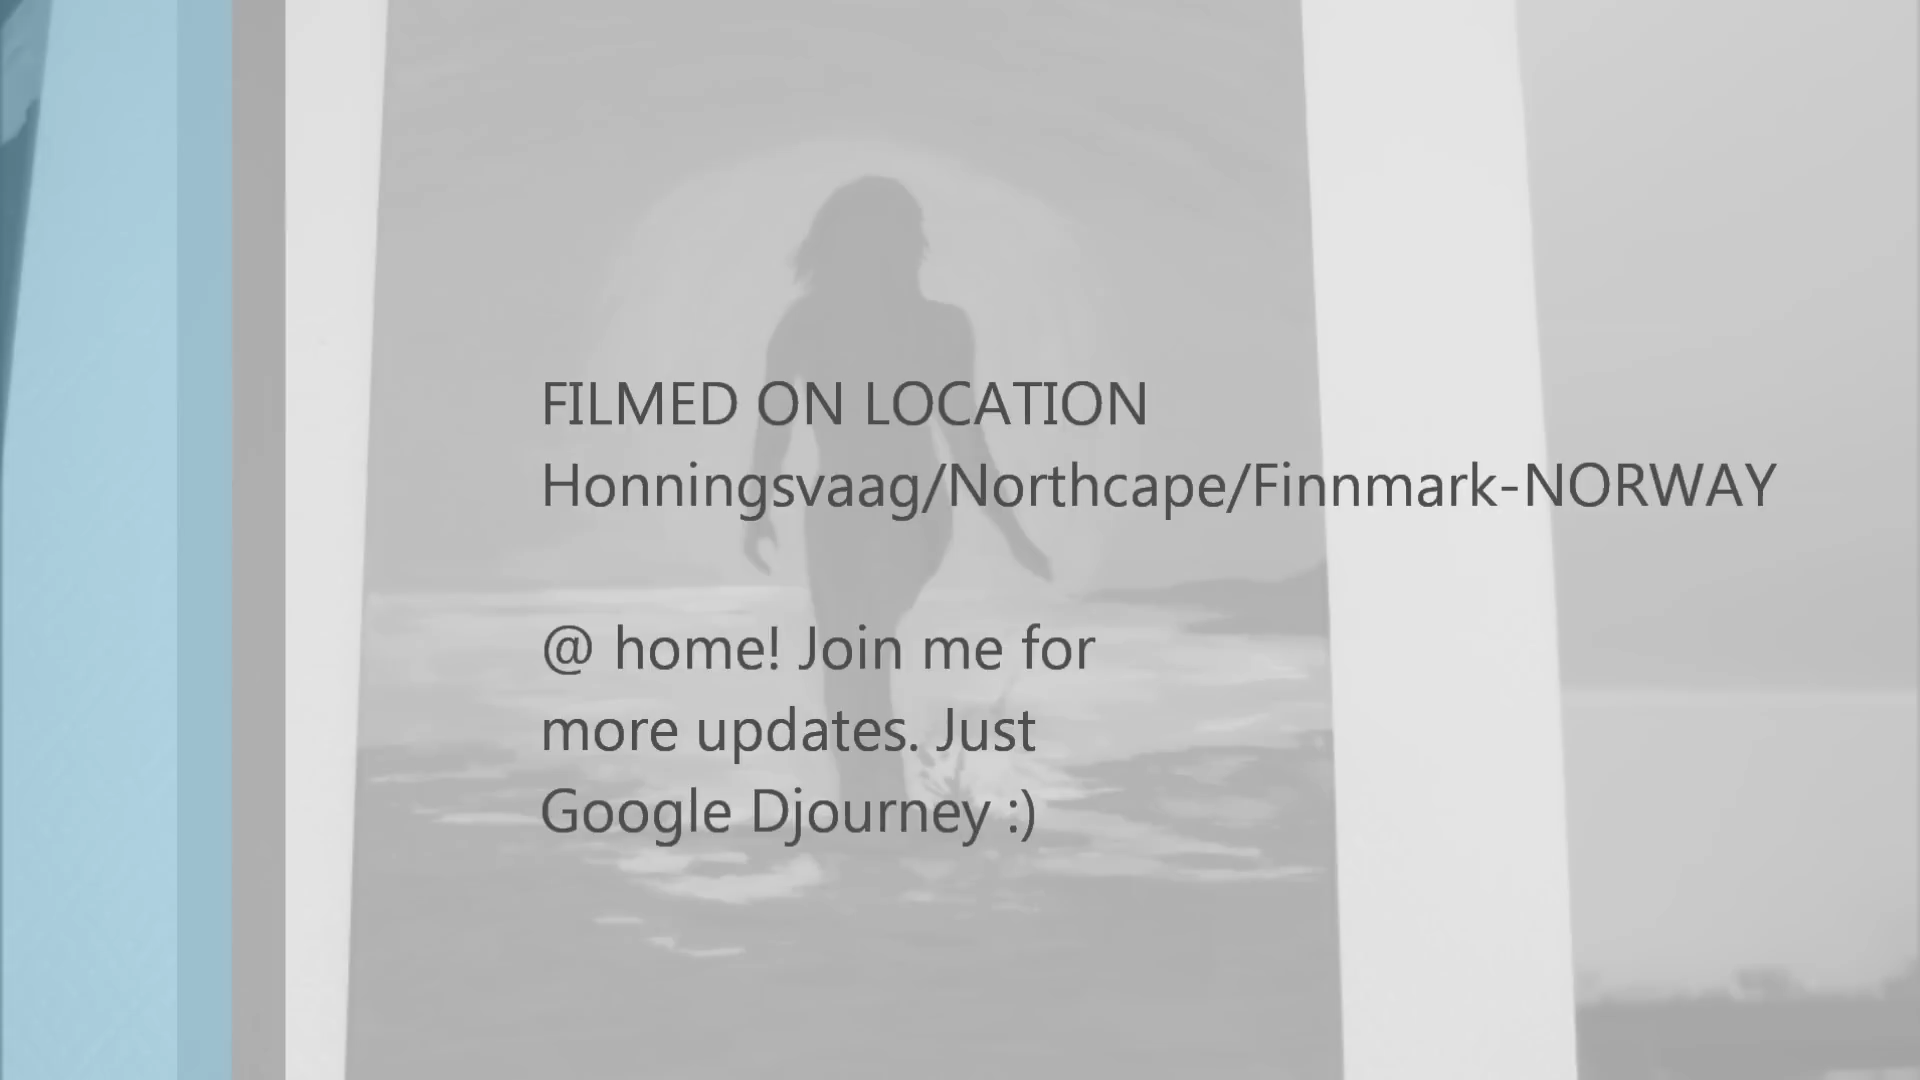 FILMED ON LOCATION
Honningsvaag/Northcape/Finnmark-NORWAY
@ home! Join me for
more updates. Just
Google Djourney :)